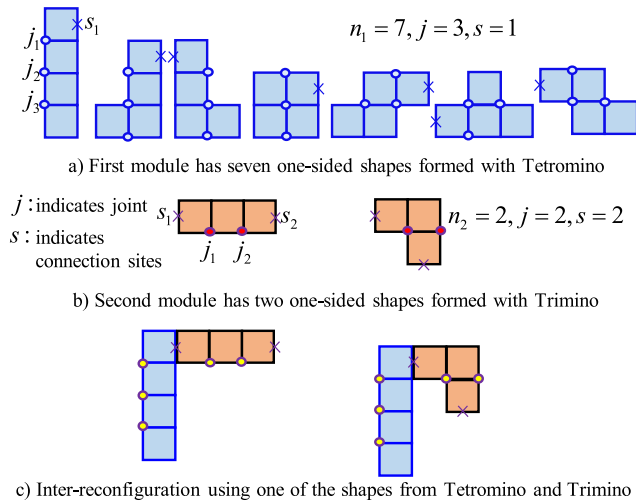 s₁ n₁ = 7, j = 3, s = 1
j₁
j₂
j₃
a) First module has seven one-sided shapes formed with Tetromino
j : indicates joint
s : indicates
connection sites
s₁ s₂ n₂ = 2, j = 2, s = 2
j₁ j₂
b) Second module has two one-sided shapes formed with Trimino
c) Inter-reconfiguration using one of the shapes from Tetromino and Trimino